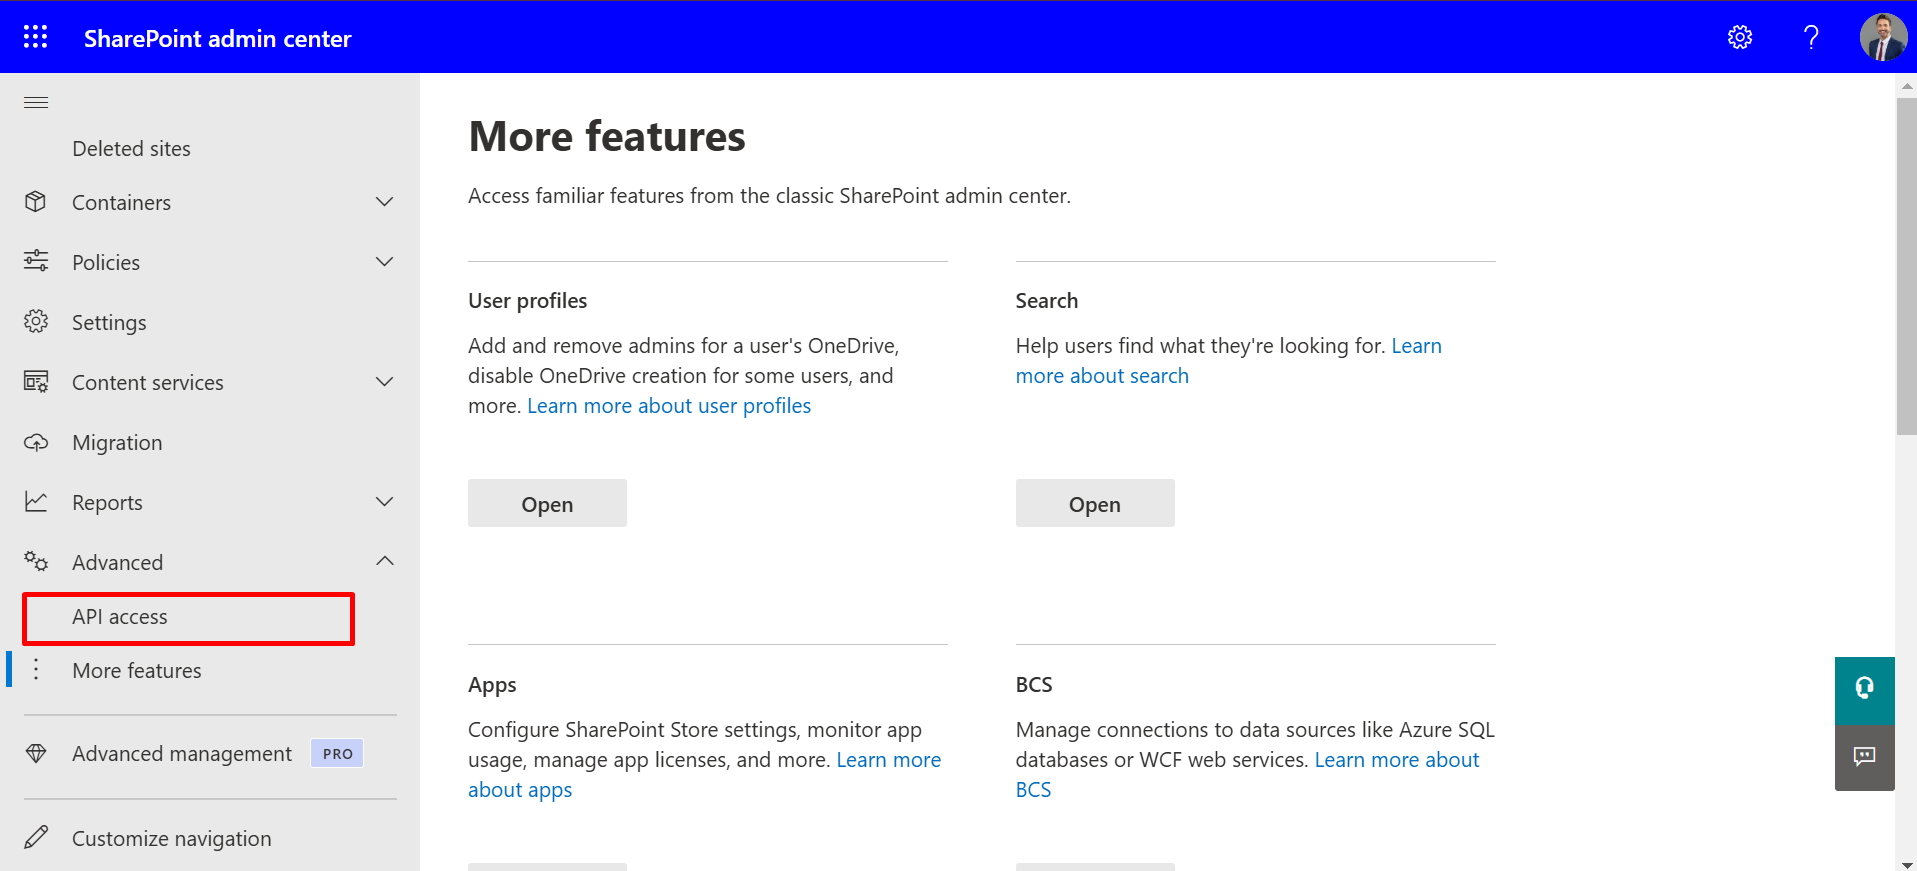 SharePoint admin center
Deleted sites
Containers
Policies
Settings
Content services
Migration
Reports
Advanced
API access
More features
Advanced management PRO
Customize navigation
More features
Access familiar features from the classic SharePoint admin center.
User profiles
Add and remove admins for a user's OneDrive,
disable OneDrive creation for some users, and
more. Learn more about user profiles
Open
Search
Help users find what they're looking for. Learn
more about search
Open
Apps
Configure SharePoint Store settings, monitor app
usage, manage app licenses, and more. Learn more
about apps
BCS
Manage connections to data sources like Azure SQL
databases or WCF web services. Learn more about
BCS